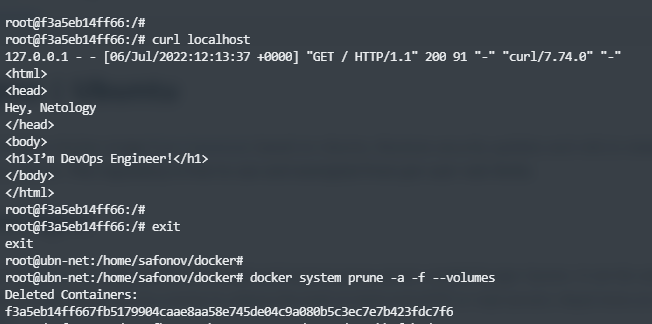 root@f3a5eb14ff66:/#
root@f3a5eb14ff66:/# curl localhost
127.0.0.1 - - [06/Jul/2022:12:13:37 +0000] "GET / HTTP/1.1" 200 91 "-" "curl/7.74.0" "-"
<html>
<head>
Hey, Netology
</head>
<body>
<h1>I’m DevOps Engineer!</h1>
</body>
</html>
root@f3a5eb14ff66:/#
root@f3a5eb14ff66:/# exit
exit
root@ubn-net:/home/safonov/docker#
root@ubn-net:/home/safonov/docker# docker system prune -a -f --volumes
Deleted Containers:
f3a5eb14ff667fb5179904caae8aa58e745de04c9a080b5c3ec7e7b423fdc7f6